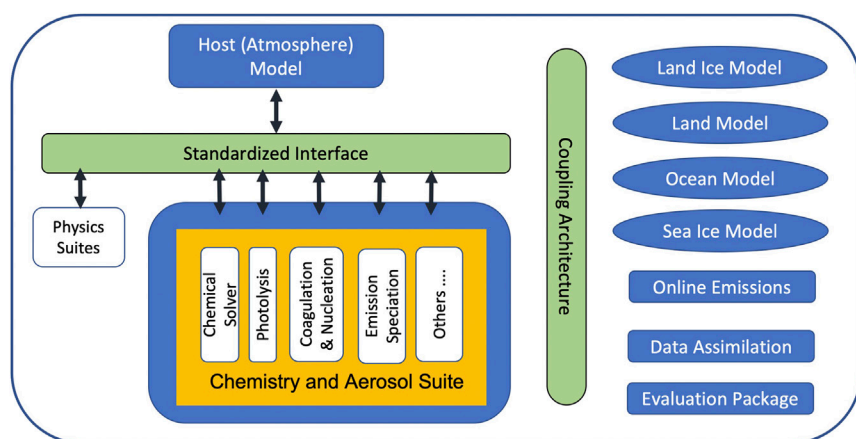 Host (Atmosphere)
Model
Standardized Interface
Physics
Suites
Chemical
Solver
Photolysis
Coagulation
& Nucleation
Emission
Speciation
Others ....
Chemistry and Aerosol Suite
Coupling Architecture
Land Ice Model
Land Model
Ocean Model
Sea Ice Model
Online Emissions
Data Assimilation
Evaluation Package